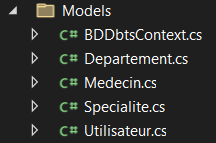 Models
C# BDDbtsContext.cs
C# Departement.cs
C# Medecin.cs
C# Specialite.cs
C# Utilisateur.cs